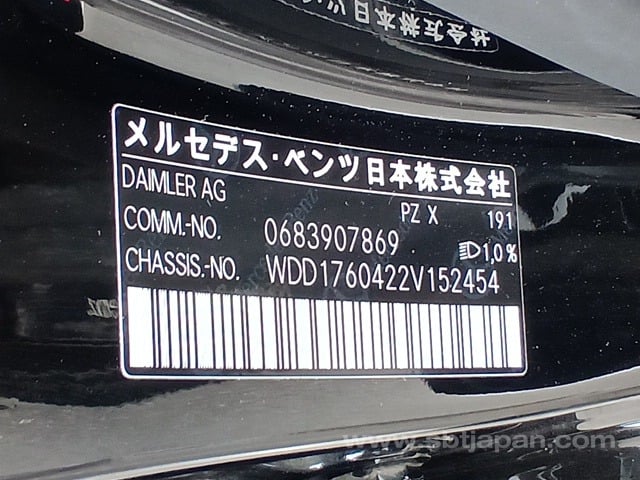 メルセデス・ベンツ日本株式会社
DAIMLER AG
PZ X 191
COMM.-NO. 0683907869
1,0%
CHASSIS.-NO. WDD1760422V152454
www.sbtjapan.com